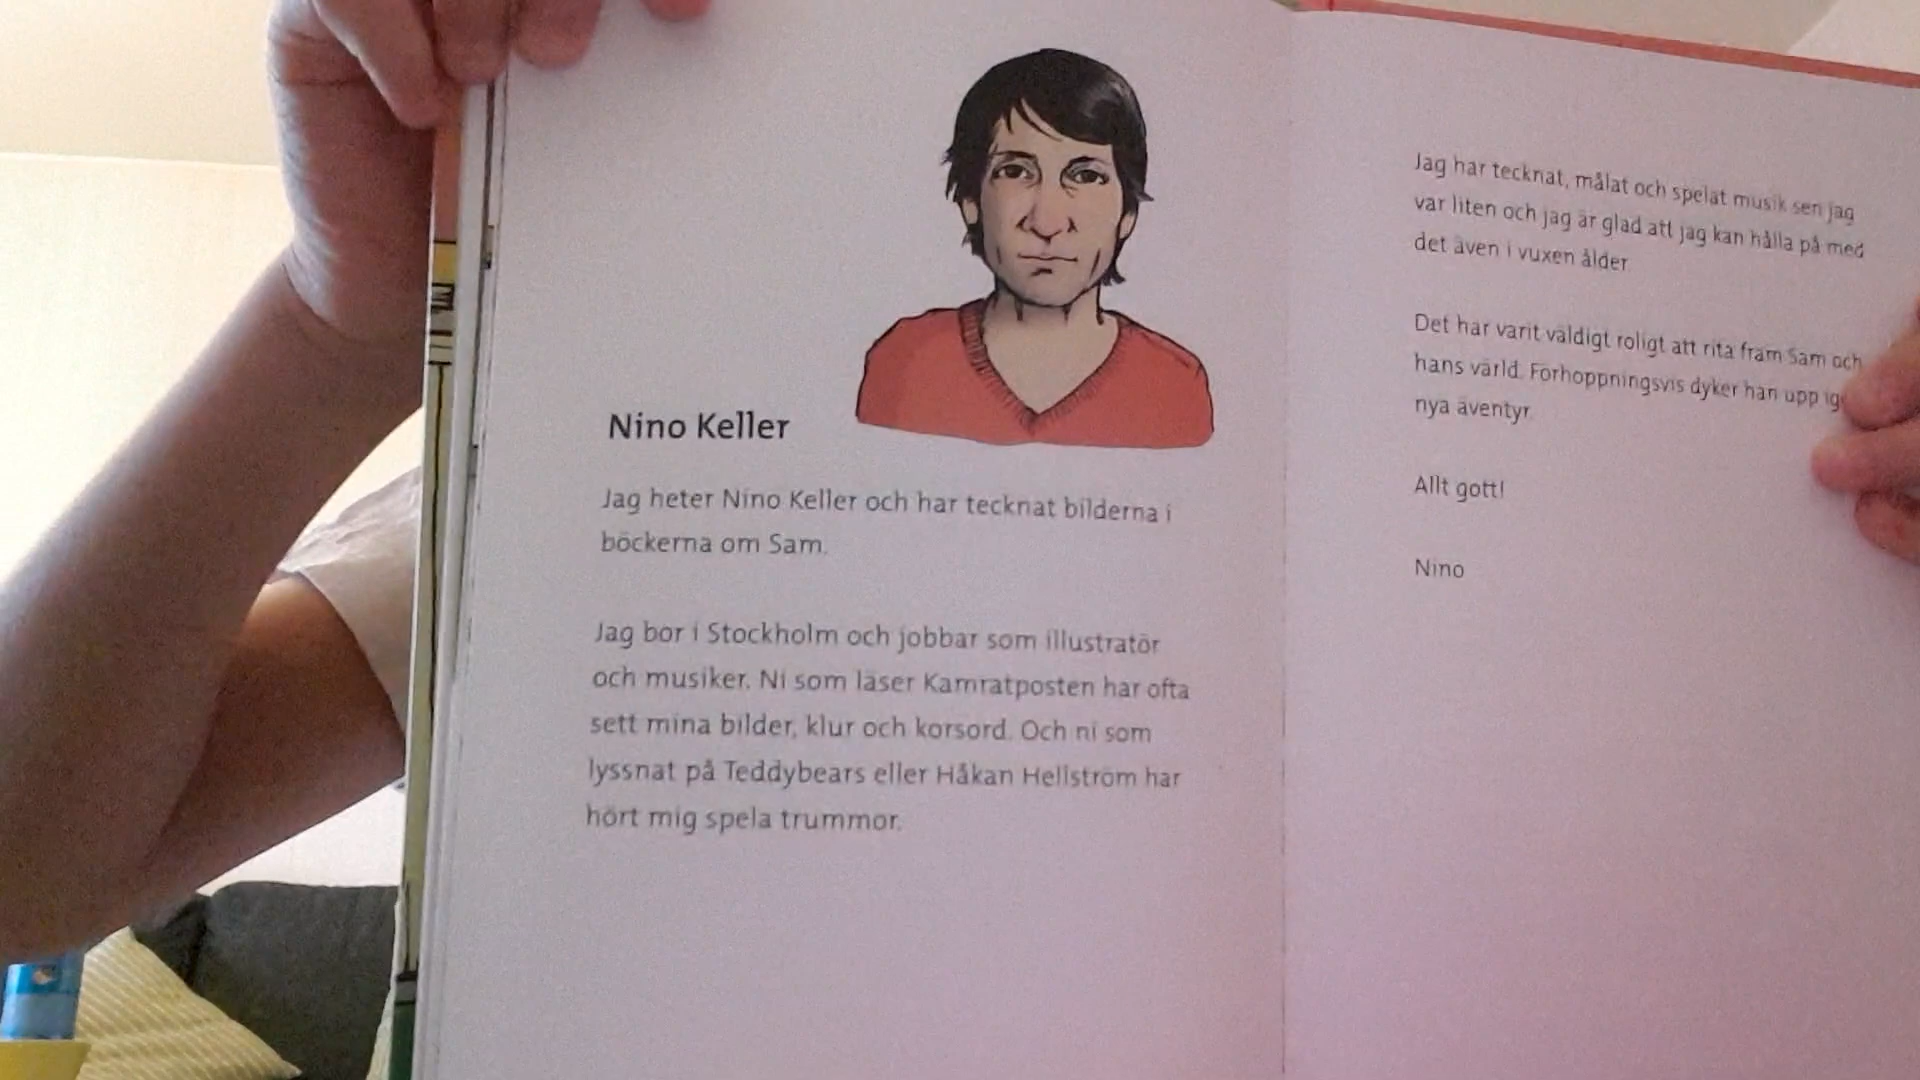 Nino Keller
Jag heter Nino Keller och har tecknat bilderna i
böckerna om Sam.
Jag bor i Stockholm och jobbar som illustratör
och musiker. Ni som läser Kamratposten har ofta
sett mina bilder, klur och korsord. Och ni som
lyssnat på Teddybears eller Håkan Hellström har
hört mig spela trummor.
Jag har tecknat, målat och spelat musik sen jag
var liten och jag är glad att jag kan hålla på med
det även i vuxen ålder.
Det har varit väldigt roligt att rita fram Sam och
hans värld. Förhoppningsvis dyker han upp
nya äventyr.
Allt gott!
Nino